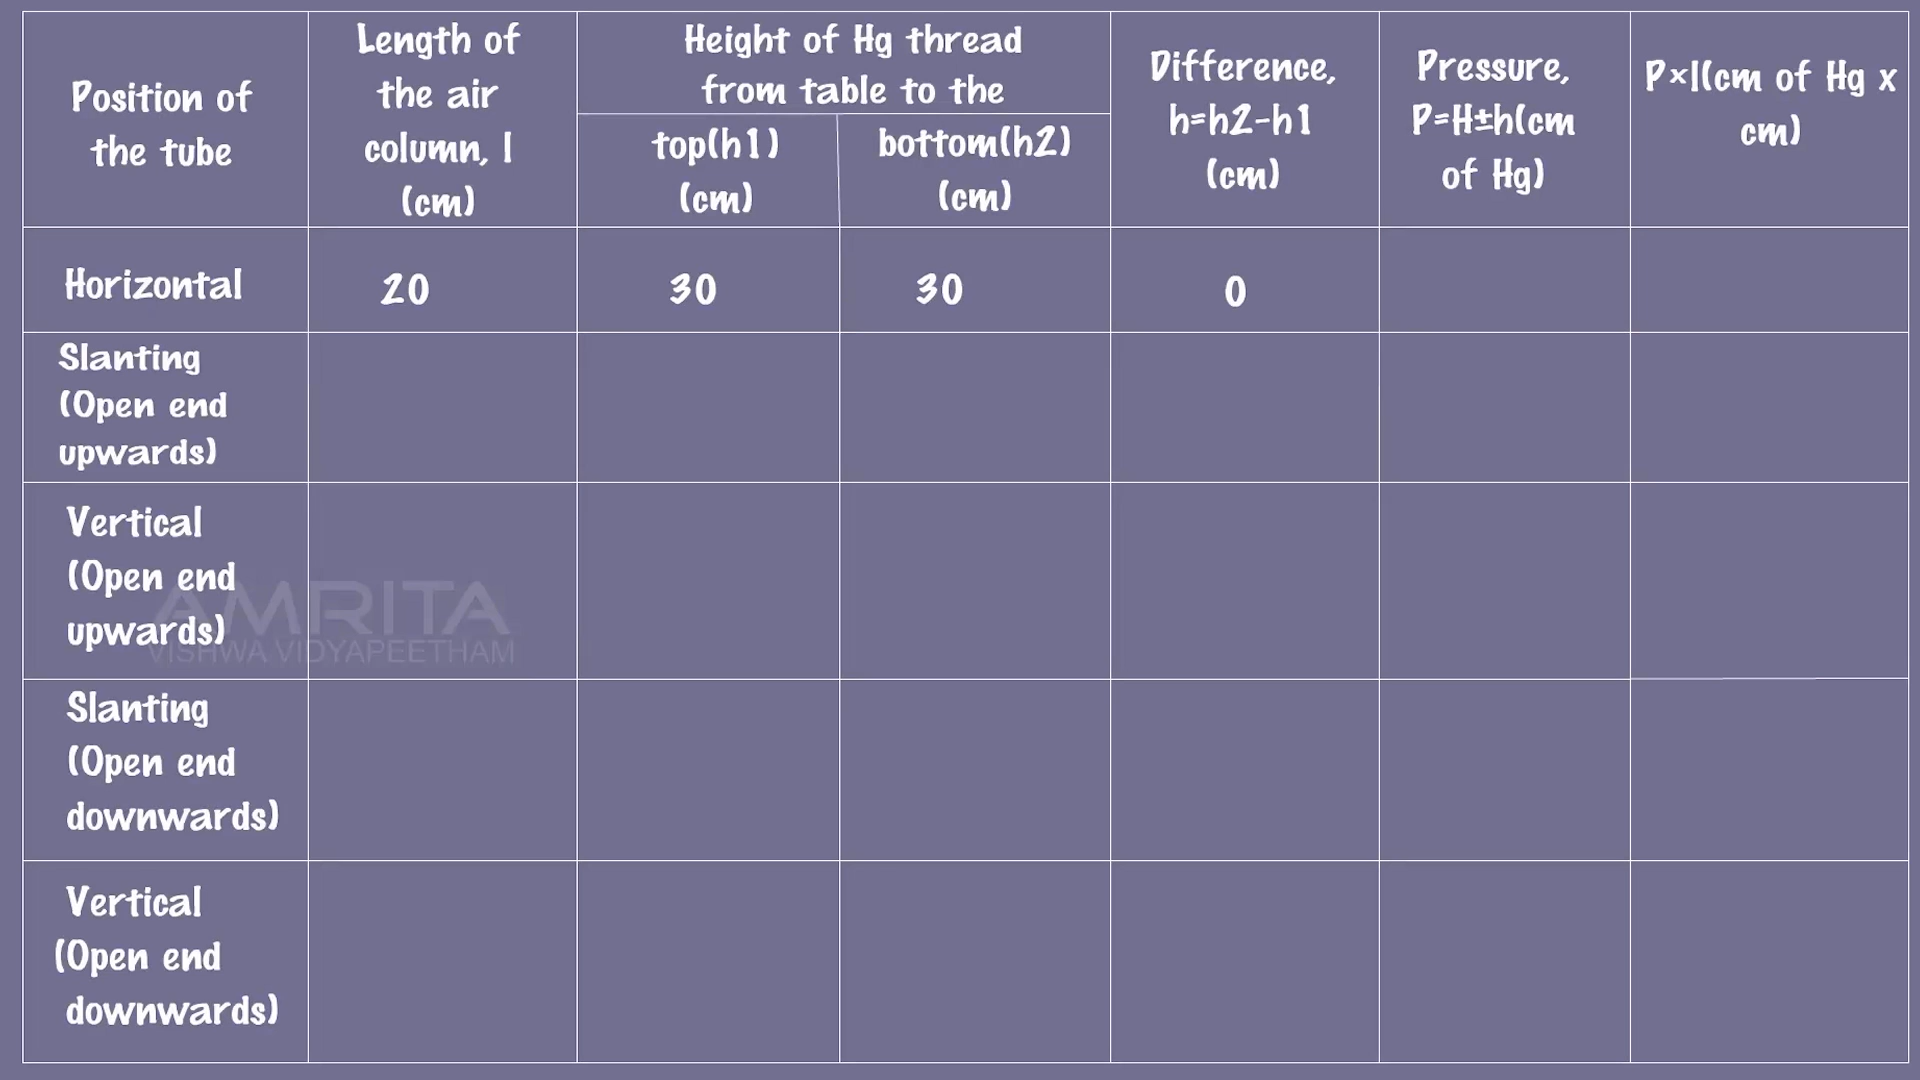 Position of
the tube
Length of
the air
column, l
(cm)
Height of Hg thread
from table to the
top(h1)
(cm)
bottom(h2)
(cm)
Difference,
h=h2-h1
(cm)
Pressure,
P=H±h(cm
of Hg)
P×l(cm of Hg x
cm)
Horizontal
20
30
30
0
Slanting
(Open end
upwards)
Vertical
(Open end
upwards)
AMRITA
VISHWA VIDYAPEETHAM
Slanting
(Open end
downwards)
Vertical
(Open end
downwards)